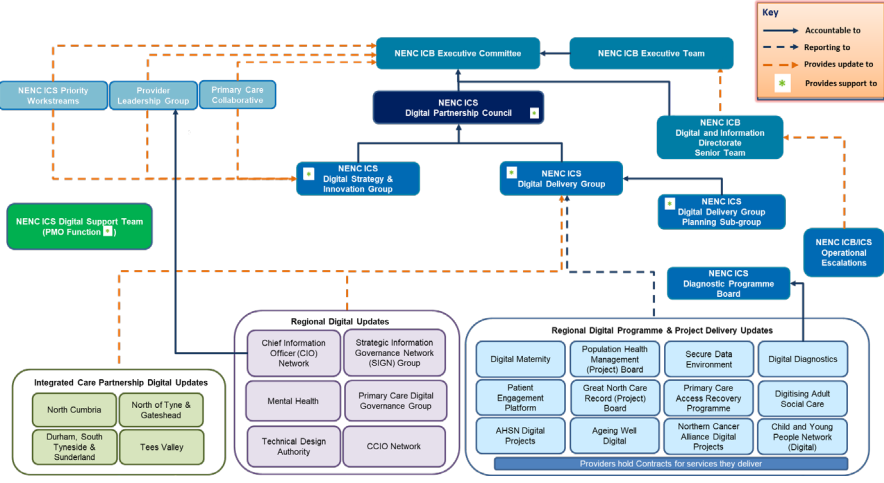 Key
Accountable to
Reporting to
Provides update to
Provides support to
NENC ICB Executive Committee
NENC ICB Executive Team
NENC ICS Priority
Workstreams
Provider
Leadership Group
Primary Care
Collaborative
NENC ICS
Digital Partnership Council
NENC ICB
Digital and Information
Directorate
Senior Team
NENC ICS
Digital Strategy &
Innovation Group
NENC ICS
Digital Delivery Group
NENC ICS
Digital Delivery Group
Planning Sub-group
NENC ICS Digital Support Team
(PMO Function * )
NENC ICB/ICS
Operational
Escalations
NENC ICS
Diagnostic Programme
Board
Integrated Care Partnership Digital Updates
North Cumbria
North of Tyne &
Gateshead
Durham, South
Tyneside &
Sunderland
Tees Valley
Regional Digital Updates
Chief Information
Officer (CIO)
Network
Strategic Information
Governance Network
(SIGN) Group
Mental Health
Primary Care Digital
Governance Group
Technical Design
Authority
CCIO Network
Regional Digital Programme & Project Delivery Updates
Digital Maternity
Population Health
Management
(Project) Board
Secure Data
Environment
Digital Diagnostics
Patient
Engagement
Platform
Great North Care
Record (Project)
Board
Primary Care
Access Recovery
Programme
Digitising Adult
Social Care
AHSN Digital
Projects
Ageing Well
Digital
Northern Cancer
Alliance Digital
Projects
Child and Young
People Network
(Digital)
Providers hold Contracts for services they deliver